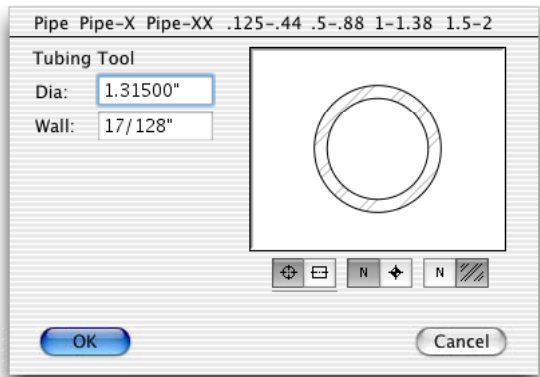 Pipe Pipe-X Pipe-XX .125-.44 .5-.88 1-1.38 1.5-2
Tubing Tool
Dia: 1.31500"
Wall: 17/128"
N N
OK Cancel